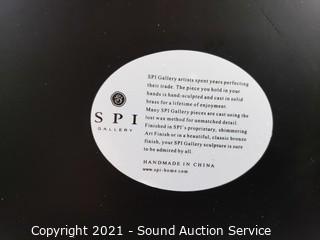 SPI Gallery artists spent years perfecting
their trade. The piece you hold in your
hands is hand-sculpted and cast in solid
brass for a lifetime of enjoyment.
Many SPI Gallery pieces are cast using the
lost wax method for unmatched detail.
Finished in SPI's proprietary, shimmering
Art Finish or in a beautiful, classic bronze
finish, your SPI Gallery sculpture is sure
to be admired by all.
HANDMADE IN CHINA
www.spi-home.com
SPI
GALLERY
Copyright 2021 - Sound Auction Service